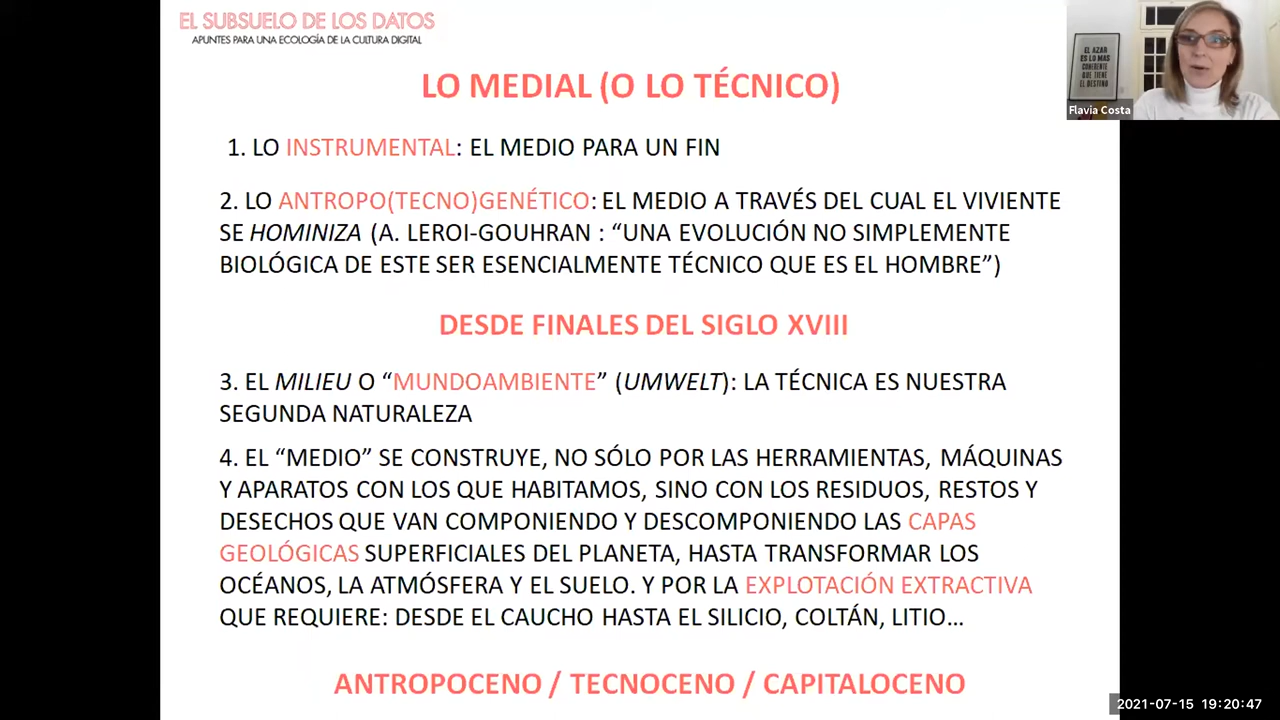 EL SUBSUELO DE LOS DATOS
APUNTES PARA UNA ECOLOGÍA DE LA CULTURA DIGITAL
LO MEDIAL (O LO TÉCNICO)
1. LO INSTRUMENTAL: EL MEDIO PARA UN FIN
2. LO ANTROPO(TECNO)GENÉTICO: EL MEDIO A TRAVÉS DEL CUAL EL VIVIENTE
SE HOMINIZA (A. LEROI-GOUHRAN : “UNA EVOLUCIÓN NO SIMPLEMENTE
BIOLÓGICA DE ESTE SER ESENCIALMENTE TÉCNICO QUE ES EL HOMBRE”)
DESDE FINALES DEL SIGLO XVIII
3. EL MILIEU O “MUNDOAMBIENTE” (UMWELT): LA TÉCNICA ES NUESTRA
SEGUNDA NATURALEZA
4. EL “MEDIO” SE CONSTRUYE, NO SÓLO POR LAS HERRAMIENTAS, MÁQUINAS
Y APARATOS CON LOS QUE HABITAMOS, SINO CON LOS RESIDUOS, RESTOS Y
DESECHOS QUE VAN COMPONIENDO Y DESCOMPONIENDO LAS CAPAS
GEOLÓGICAS SUPERFICIALES DEL PLANETA, HASTA TRANSFORMAR LOS
OCÉANOS, LA ATMÓSFERA Y EL SUELO. Y POR LA EXPLOTACIÓN EXTRACTIVA
QUE REQUIERE: DESDE EL CAUCHO HASTA EL SILICIO, COLTÁN, LITIO...
ANTROPOCENO / TECNOCENO / CAPITALOCENO
EL AZAR
ES LO MAS
COHERENTE
QUE TIENE
EL DESTINO
Flavia Costa
2021-07-15 19:20:47